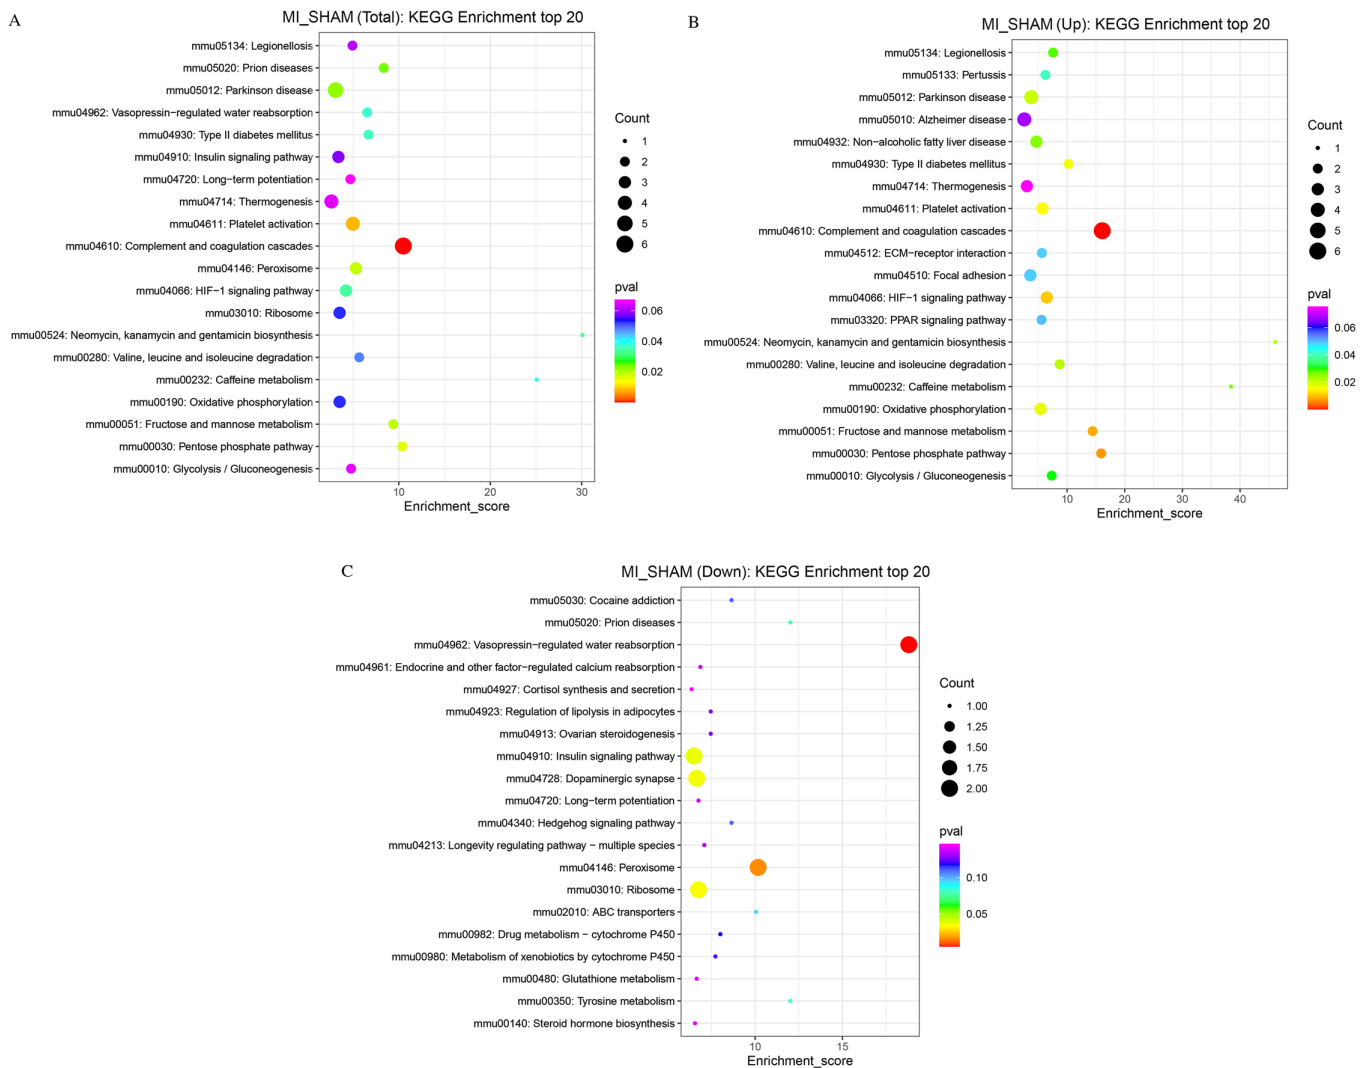 A
MI_SHAM (Total): KEGG Enrichment top 20
mmu05134: Legionellosis
mmu05020: Prion diseases
mmu05012: Parkinson disease
mmu04962: Vasopressin−regulated water reabsorption
mmu04930: Type II diabetes mellitus
mmu04910: Insulin signaling pathway
mmu04720: Long−term potentiation
mmu04714: Thermogenesis
mmu04611: Platelet activation
mmu04610: Complement and coagulation cascades
mmu04146: Peroxisome
mmu04066: HIF−1 signaling pathway
mmu03010: Ribosome
mmu00524: Neomycin, kanamycin and gentamicin biosynthesis
mmu00280: Valine, leucine and isoleucine degradation
mmu00232: Caffeine metabolism
mmu00190: Oxidative phosphorylation
mmu00051: Fructose and mannose metabolism
mmu00030: Pentose phosphate pathway
mmu00010: Glycolysis / Gluconeogenesis
10 20 30
Enrichment_score
Count
1
2
3
4
5
6
pval
0.06
0.04
0.02
B
MI_SHAM (Up): KEGG Enrichment top 20
mmu05134: Legionellosis
mmu05133: Pertussis
mmu05012: Parkinson disease
mmu05010: Alzheimer disease
mmu04932: Non−alcoholic fatty liver disease
mmu04930: Type II diabetes mellitus
mmu04714: Thermogenesis
mmu04611: Platelet activation
mmu04610: Complement and coagulation cascades
mmu04512: ECM−receptor interaction
mmu04510: Focal adhesion
mmu04066: HIF−1 signaling pathway
mmu03320: PPAR signaling pathway
mmu00524: Neomycin, kanamycin and gentamicin biosynthesis
mmu00280: Valine, leucine and isoleucine degradation
mmu00232: Caffeine metabolism
mmu00190: Oxidative phosphorylation
mmu00051: Fructose and mannose metabolism
mmu00030: Pentose phosphate pathway
mmu00010: Glycolysis / Gluconeogenesis
10 20 30 40
Enrichment_score
Count
1
2
3
4
5
6
pval
0.06
0.04
0.02
C
MI_SHAM (Down): KEGG Enrichment top 20
mmu05030: Cocaine addiction
mmu05020: Prion diseases
mmu04962: Vasopressin−regulated water reabsorption
mmu04961: Endocrine and other factor−regulated calcium reabsorption
mmu04927: Cortisol synthesis and secretion
mmu04923: Regulation of lipolysis in adipocytes
mmu04913: Ovarian steroidogenesis
mmu04910: Insulin signaling pathway
mmu04728: Dopaminergic synapse
mmu04720: Long−term potentiation
mmu04340: Hedgehog signaling pathway
mmu04213: Longevity regulating pathway − multiple species
mmu04146: Peroxisome
mmu03010: Ribosome
mmu02010: ABC transporters
mmu00982: Drug metabolism − cytochrome P450
mmu00980: Metabolism of xenobiotics by cytochrome P450
mmu00480: Glutathione metabolism
mmu00350: Tyrosine metabolism
mmu00140: Steroid hormone biosynthesis
10 15
Enrichment_score
Count
1.00
1.25
1.50
1.75
2.00
pval
0.10
0.05